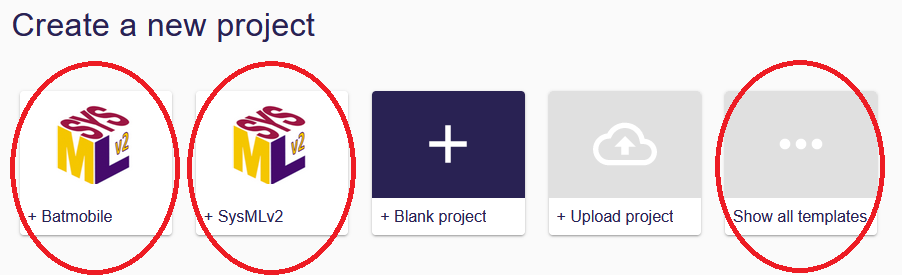 Create a new project
SYS
ML v2
SYS
ML v2
+ Batmobile
+ SysMLv2
+ Blank project
+ Upload project
Show all templates